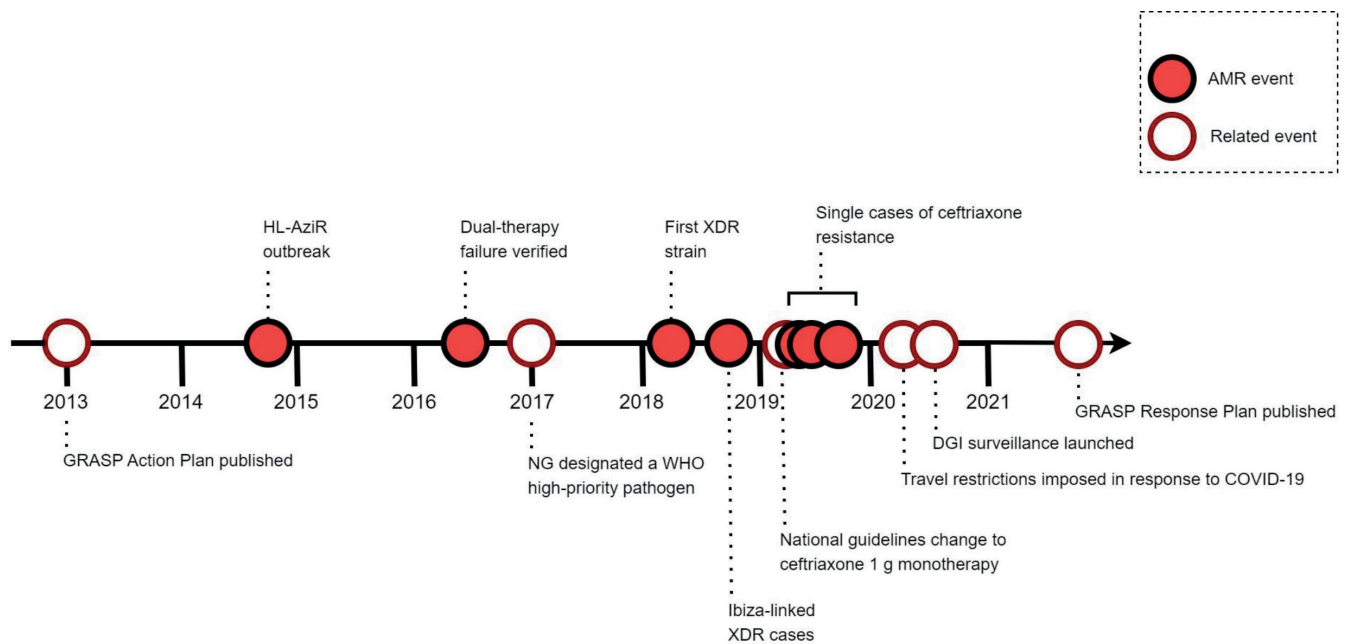 AMR event
Related event
Single cases of ceftriaxone
resistance
HL-AziR
outbreak
Dual-therapy
failure verified
First XDR
strain
2013
2014
2015
2016
2017
2018
2019
2020
2021
GRASP Action Plan published
NG designated a WHO
high-priority pathogen
GRASP Response Plan published
DGI surveillance launched
Travel restrictions imposed in response to COVID-19
National guidelines change to
ceftriaxone 1 g monotherapy
Ibiza-linked
XDR cases